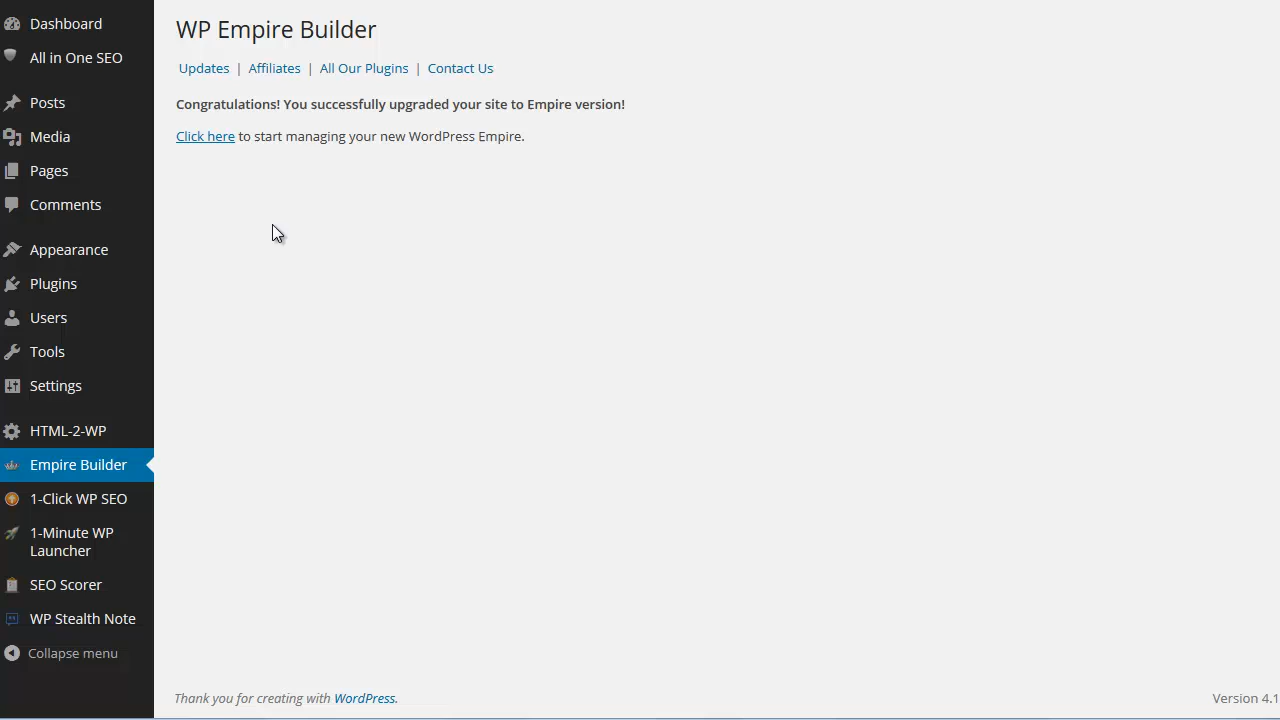 Dashboard
All in One SEO
Posts
Media
Pages
Comments
Appearance
Plugins
Users
Tools
Settings
HTML-2-WP
Empire Builder
1-Click WP SEO
1-Minute WP
Launcher
SEO Scorer
WP Stealth Note
Collapse menu
WP Empire Builder
Updates | Affiliates | All Our Plugins | Contact Us
Congratulations! You successfully upgraded your site to Empire version!
Click here to start managing your new WordPress Empire.
Thank you for creating with WordPress.
Version 4.1